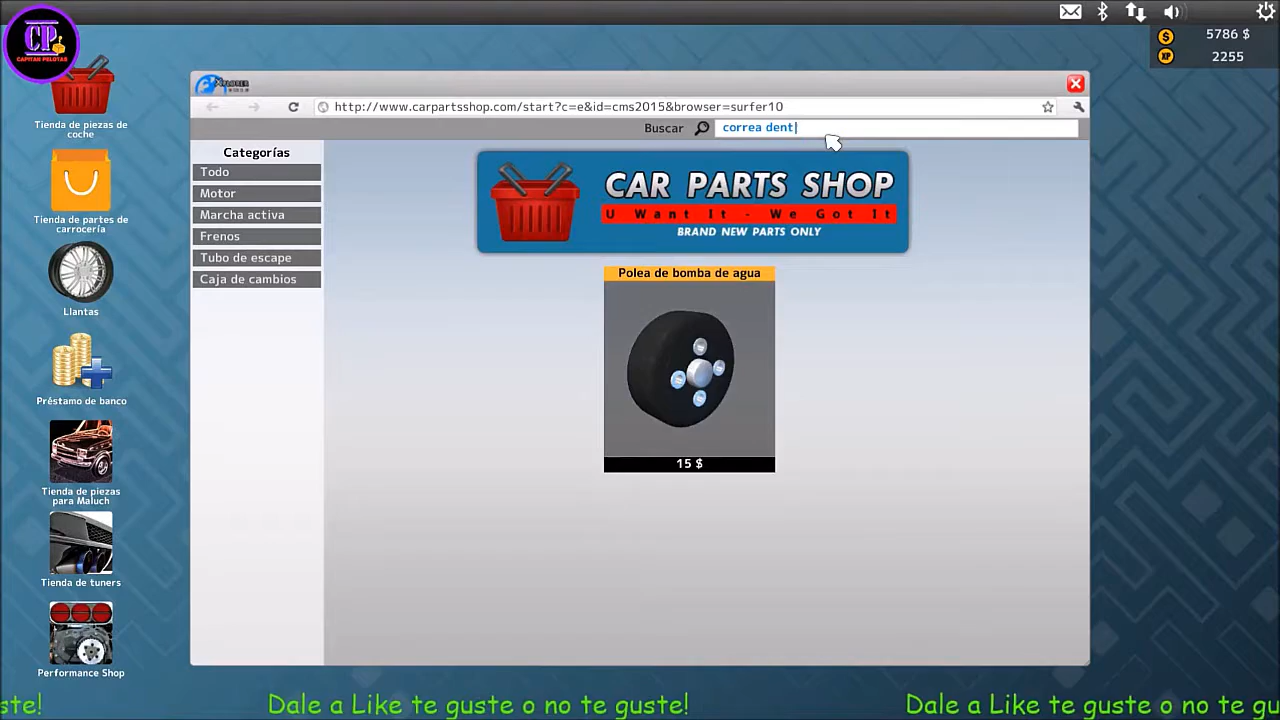 CP
CAPITAN PELOTAS
5786 $
XP
2255
Tienda de piezas de
coche
Tienda de partes de
carrocería
Llantas
Préstamo de banco
Tienda de piezas
para Maluch
Tienda de tuners
Performance Shop
http://www.carpartsshop.com/start?c=e&id=cms2015&browser=surfer10
Buscar
correa dent
Categorías
Todo
Motor
Marcha activa
Frenos
Tubo de escape
Caja de cambios
CAR PARTS SHOP
U Want It - We Got It
BRAND NEW PARTS ONLY
Polea de bomba de agua
15 $
ste! Dale a Like te guste o no te guste! Dale a Like te guste o no te gu